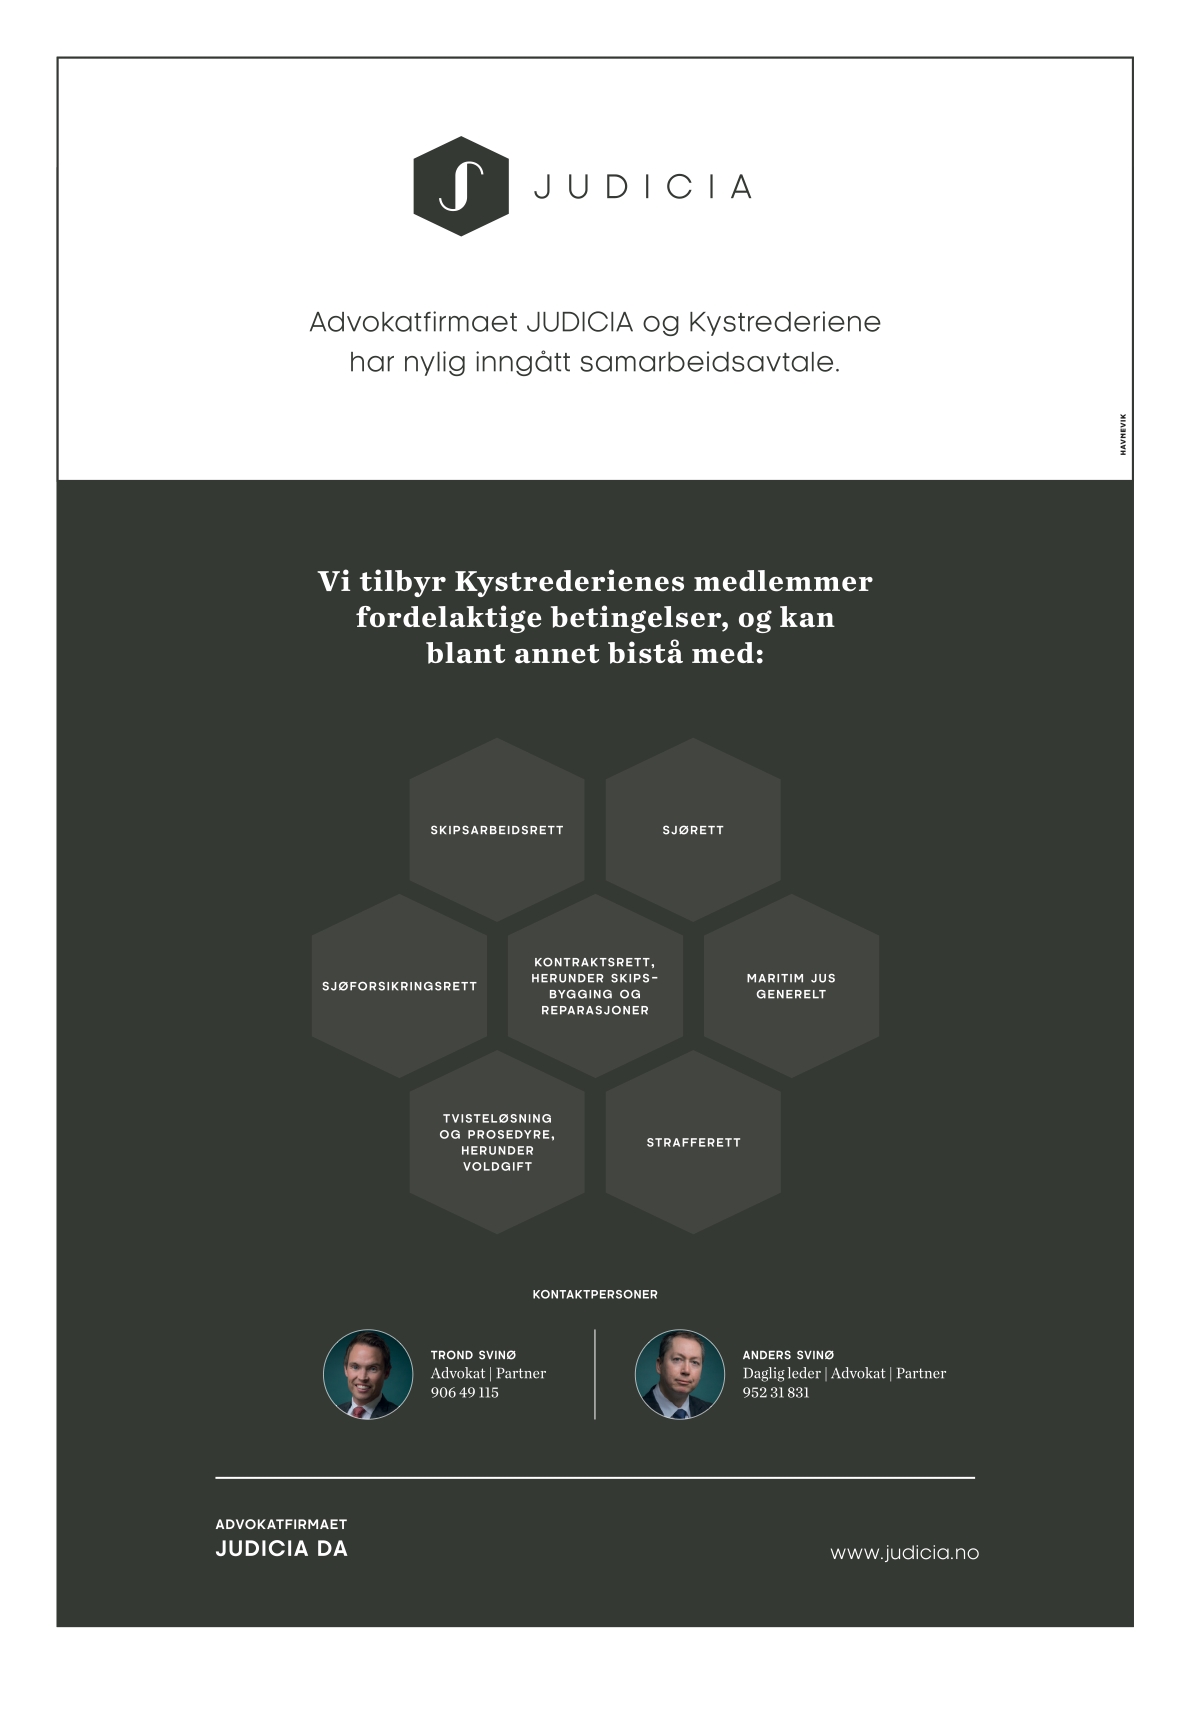 JUDICIA
Advokatfirmaet JUDICIA og Kystrederiene
har nylig inngått samarbeidsavtale.
HAVNEVIK
Vi tilbyr Kystrederienes medlemmer
fordelaktige betingelser, og kan
blant annet bistå med:
SKIPSARBEIDSRETT
SJØRETT
SJØFORSIKRINGSRETT
KONTRAKTSRETT,
HERUNDER SKIPS-
BYGGING OG
REPARASJONER
MARITIM JUS
GENERELT
TVISTELØSNING
OG PROSEDYRE,
HERUNDER
VOLDGIFT
STRAFFERETT
KONTAKTPERSONER
TROND SVINØ
Advokat | Partner
906 49 115
ANDERS SVINØ
Daglig leder | Advokat | Partner
952 31 831
ADVOKATFIRMAET
JUDICIA DA
www.judicia.no